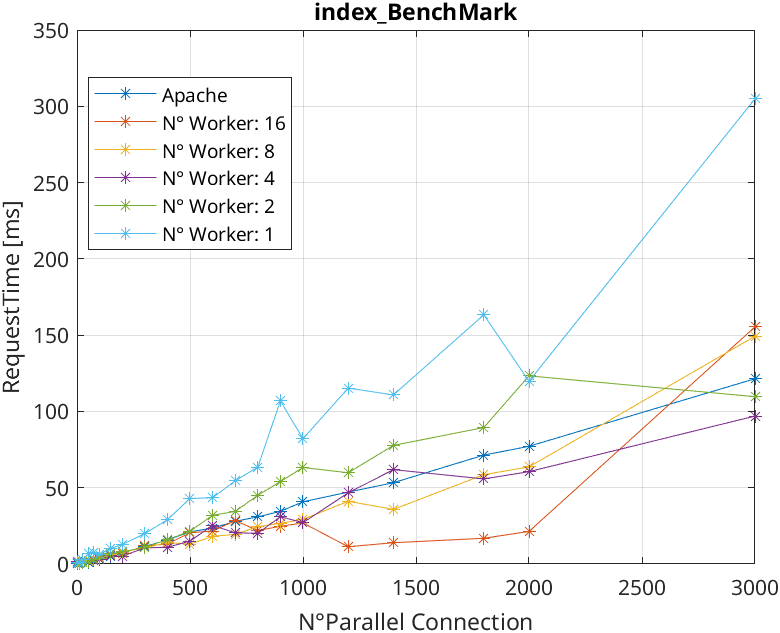 index_BenchMark
350
300
250
200
150
100
50
0
RequestTime [ms]
Apache
N° Worker: 16
N° Worker: 8
N° Worker: 4
N° Worker: 2
N° Worker: 1
0 500 1000 1500 2000 2500 3000
N°Parallel Connection